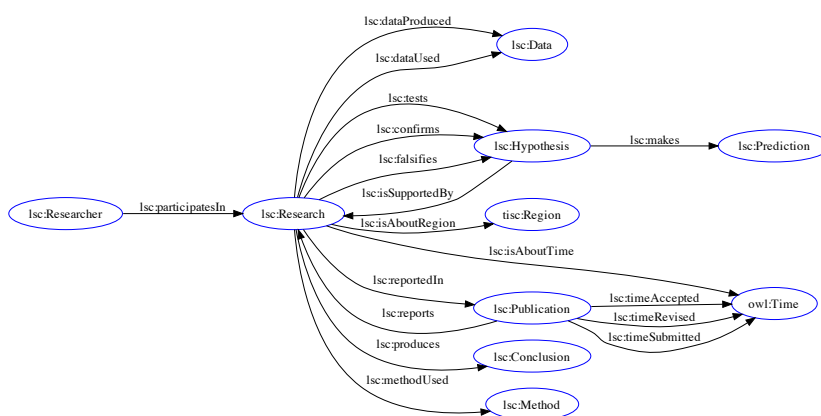 lsc:dataProduced
lsc:Data
lsc:dataUsed
lsc:tests
lsc:confirms
lsc:Hypothesis
lsc:makes
lsc:Prediction
lsc:falsifies
lsc:isSupportedBy
lsc:Researcher
lsc:participatesIn
lsc:Research
tisc:Region
lsc:isAboutRegion
lsc:isAboutTime
lsc:reportedIn
lsc:timeAccepted
owl:Time
lsc:reports
lsc:Publication
lsc:timeRevised
lsc:timeSubmitted
lsc:produces
lsc:Conclusion
lsc:methodUsed
lsc:Method